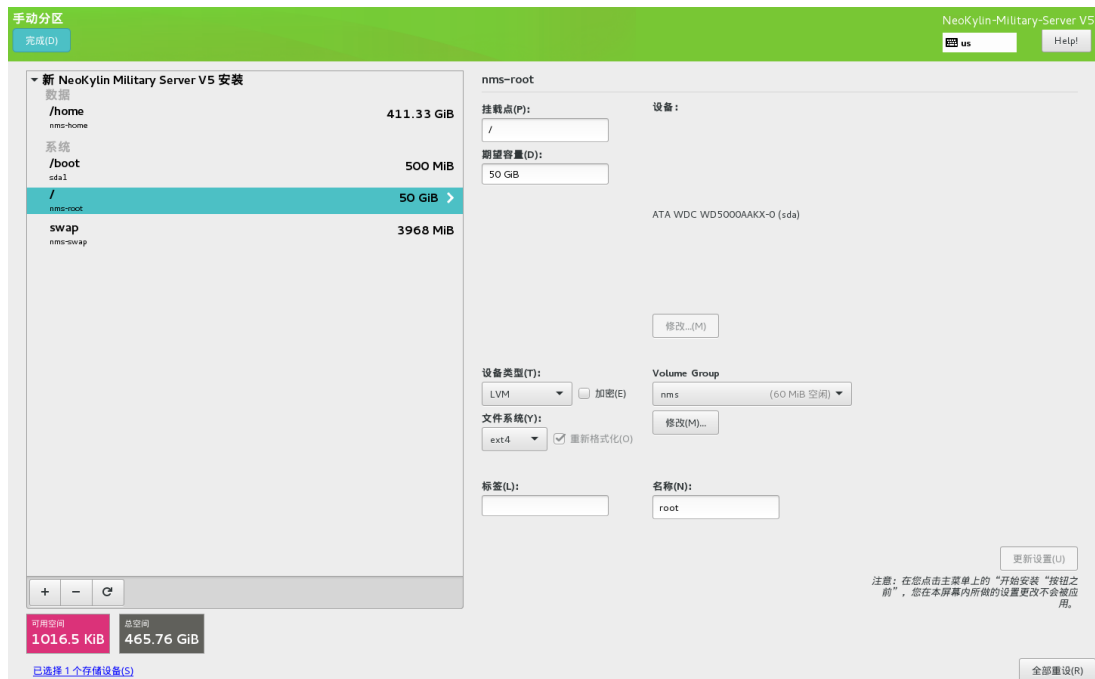 手动分区
NeoKylin-Military-Server V5
完成(D)
us
Help!
新 NeoKylin Military Server V5 安装
数据
/home
411.33 GiB
nms-home
系统
/boot
500 MiB
sda1
/
50 GiB
nms-root
swap
3968 MiB
nms-swap
nms-root
挂载点(P):
设备:
/
期望容量(D):
50 GiB
ATA WDC WD5000AAKX-0 (sda)
修改...(M)
设备类型(T):
Volume Group
LVM
加密(E)
nms
(60 MiB 空闲)
文件系统(Y):
修改(M)...
ext4
重新格式化(O)
标签(L):
名称(N):
root
更新设置(U)
注意：在您点击主菜单上的“开始安装“按钮之
前”，您在本屏幕内所做的设置更改不会被应
用。
+ −
可用空间
1016.5 KiB
总空间
465.76 GiB
已选择 1 个存储设备(S)
全部重设(R)